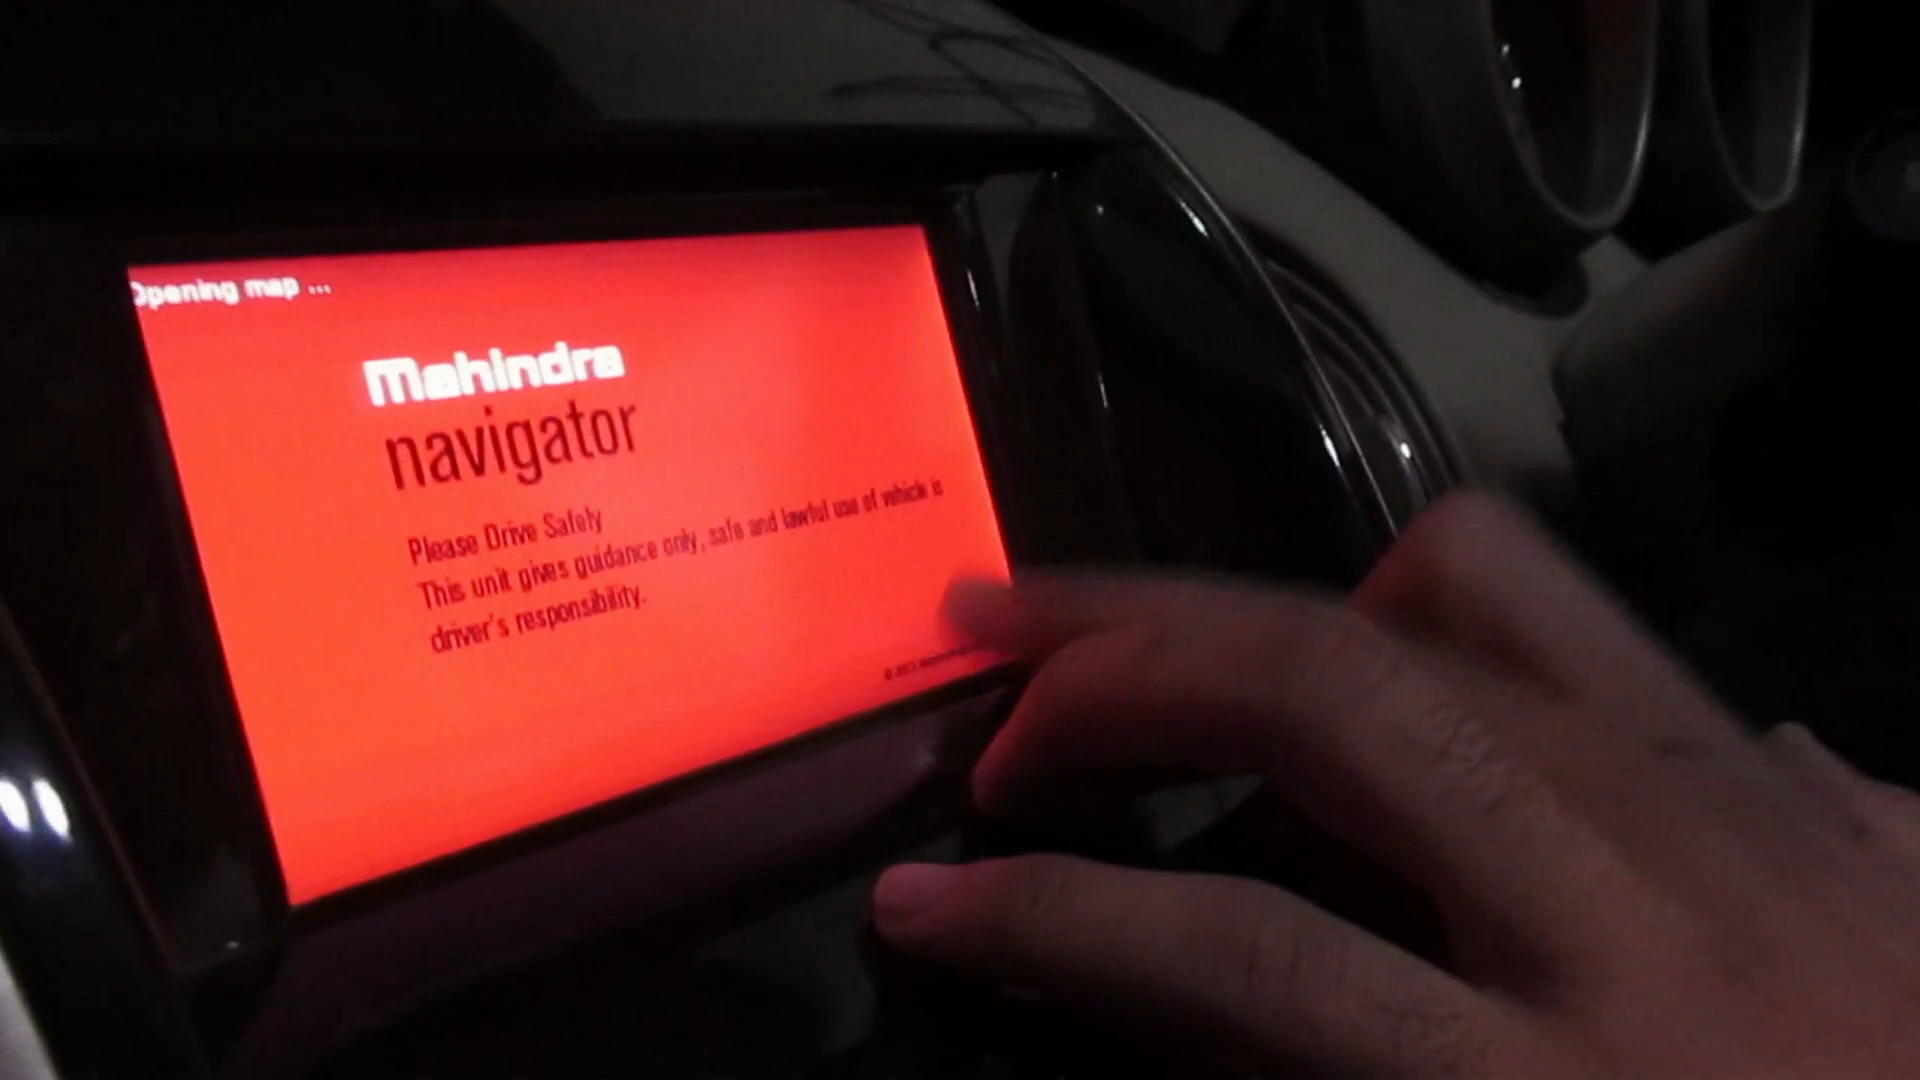 Opening map ...
Mahindra
navigator
Please Drive Safely
This unit gives guidance only, safe and lawful use of vehicle is
driver's responsibility.